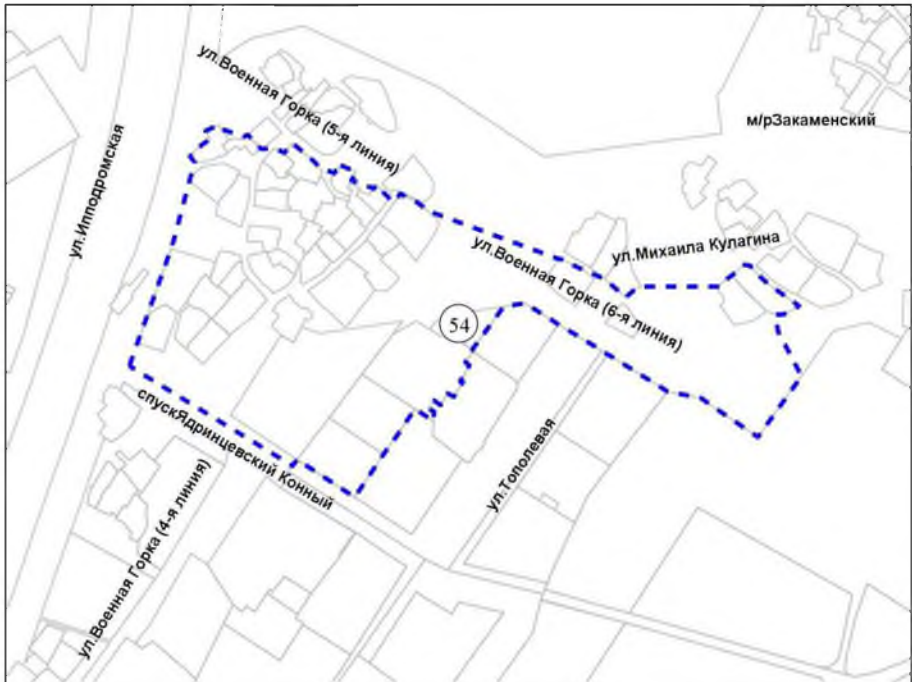 ул.Военная Горка (5-я линия)
м/рЗакаменский
ул.Ипподромская
ул.Михаила Кулагина
ул.Военная Горка (6-я линия)
54
спускЯдринцевский Конный
ул.Тополевая
ул.Военная Горка (4-я линия)